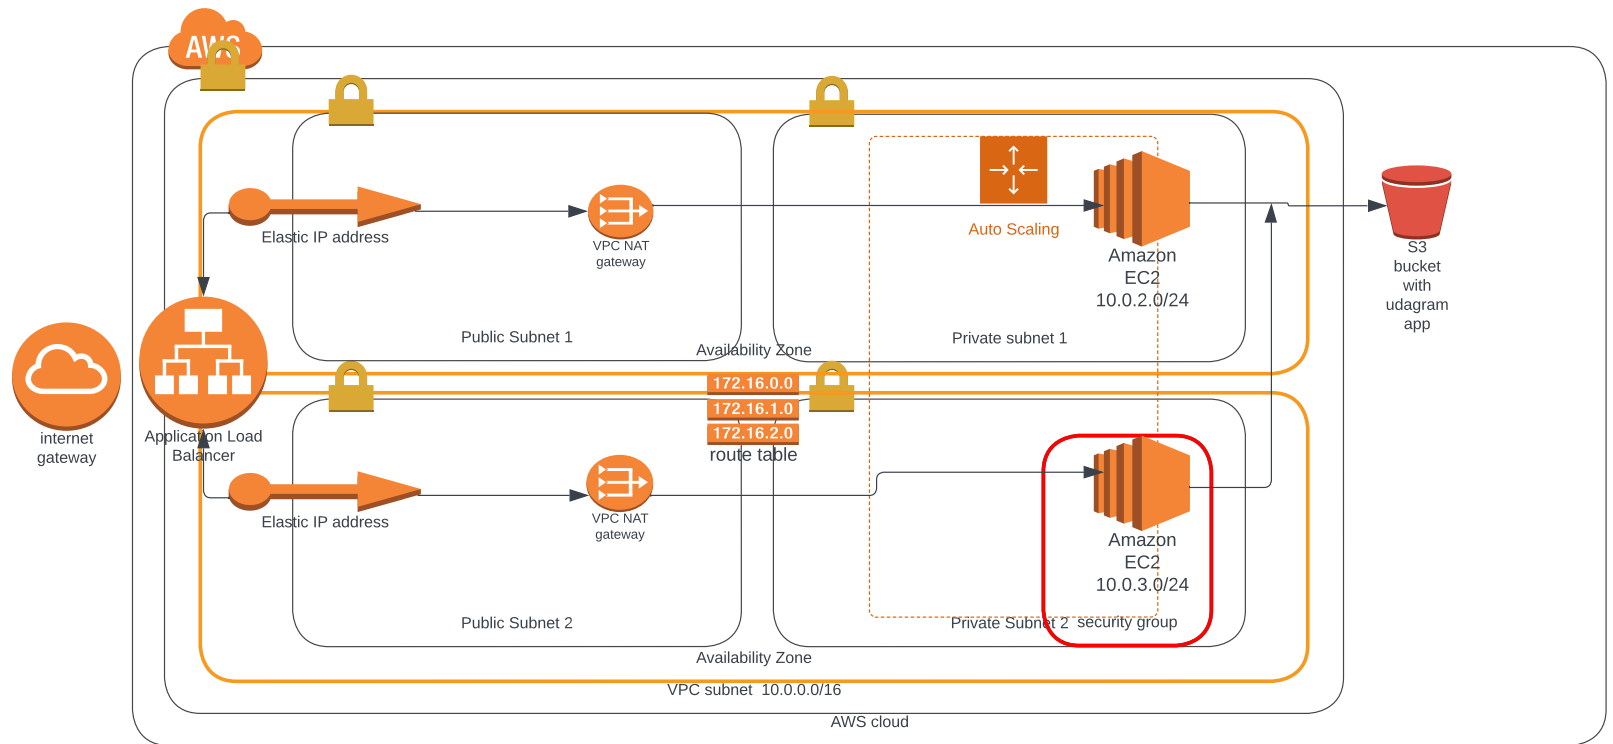 AWS
Elastic IP address
VPC NAT
gateway
Public Subnet 1
Auto Scaling
Amazon
EC2
10.0.2.0/24
Private subnet 1
S3
bucket
with
udagram
app
Availability Zone
internet
gateway
Application Load
Balancer
172.16.0.0
172.16.1.0
172.16.2.0
route table
Elastic IP address
VPC NAT
gateway
Public Subnet 2
Amazon
EC2
10.0.3.0/24
Private Subnet 2
security group
Availability Zone
VPC subnet 10.0.0.0/16
AWS cloud